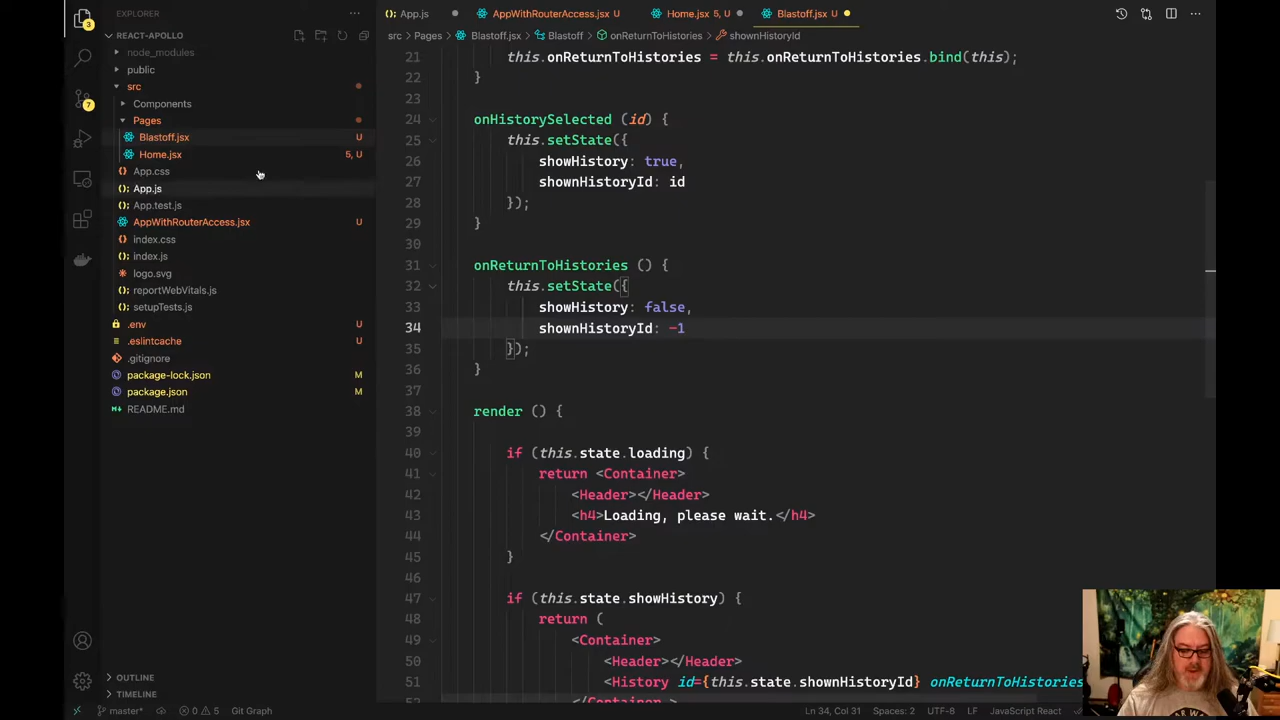 EXPLORER
App.js
AppWithRouterAccess.jsx U
Home.jsx 5, U
Blastoff.jsx U
3
REACT-APOLLO
src > Pages > Blastoff.jsx > Blastoff > onReturnToHistories > shownHistoryId
node_modules
public
src
Components
Pages
Blastoff.jsx U
Home.jsx 5, U
App.css
App.js
App.test.js
AppWithRouterAccess.jsx U
index.css
index.js
logo.svg
reportWebVitals.js
setupTests.js
.env U
.eslintcache U
.gitignore
package-lock.json M
package.json M
README.md
7
OUTLINE
TIMELINE
21 this.onReturnToHistories = this.onReturnToHistories.bind(this);
22 }
23
24 onHistorySelected (id) {
25 this.setState({
26 showHistory: true,
27 shownHistoryId: id
28 });
29 }
30
31 onReturnToHistories () {
32 this.setState({
33 showHistory: false,
34 shownHistoryId: -1
35 });
36 }
37
38 render () {
39
40 if (this.state.loading) {
41 return <Container>
42 <Header></Header>
43 <h4>Loading, please wait.</h4>
44 </Container>
45 }
46
47 if (this.state.showHistory) {
48 return (
49 <Container>
50 <Header></Header>
51 <History id={this.state.shownHistoryId} onReturnToHistories
52 </Container>
master* 0 5 Git Graph
Ln 34, Col 31 Spaces: 2 UTF-8 LF JavaScript React